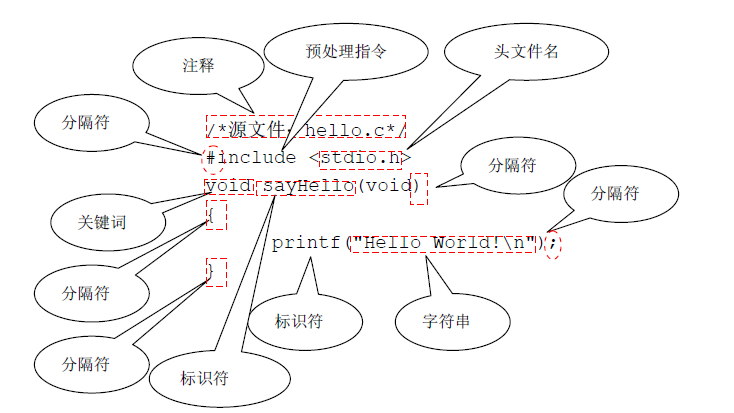 预处理指令
头文件名
注释
分隔符
/*源文件: hello.c*/
#include <stdio.h>
分隔符
void sayHello(void)
分隔符
关键词
{
printf("Hello World!\n");
}
分隔符
标识符
字符串
分隔符
标识符